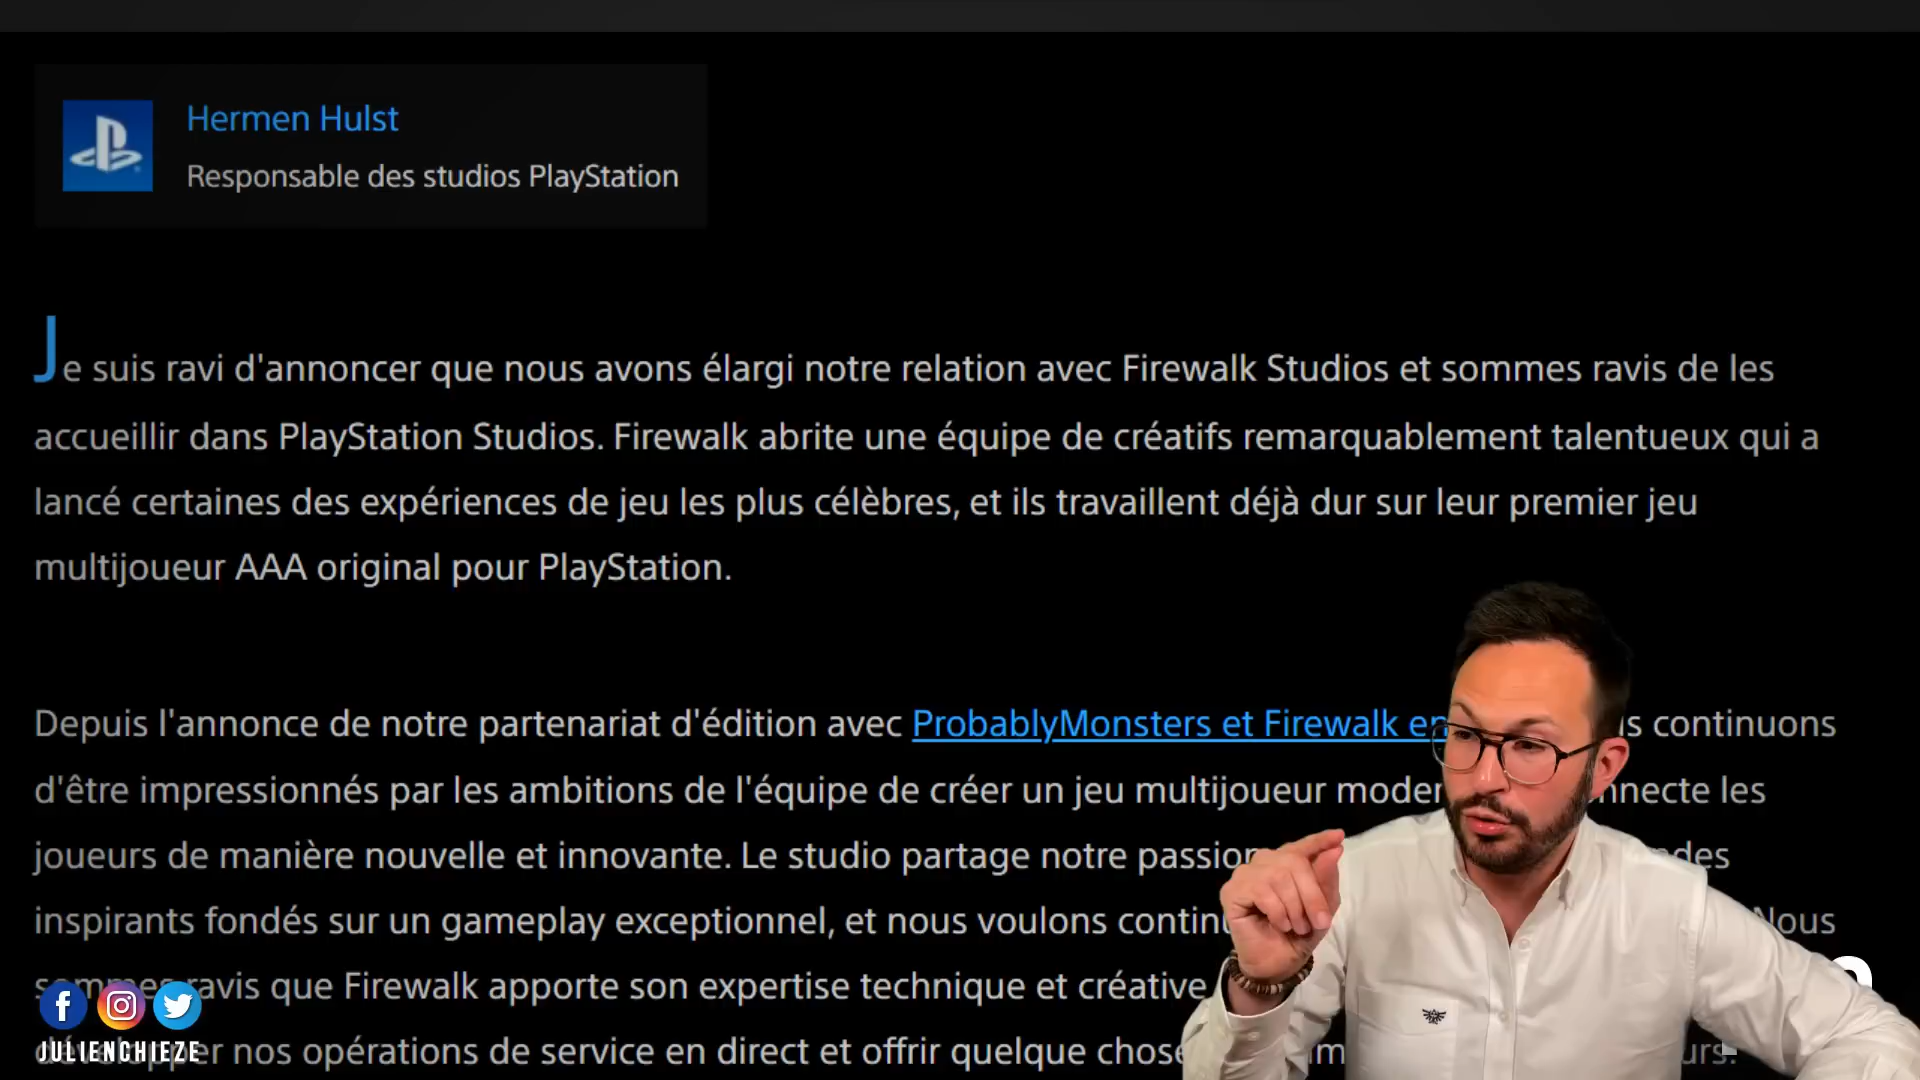 Hermen Hulst
Responsable des studios PlayStation
Je suis ravi d'annoncer que nous avons élargi notre relation avec Firewalk Studios et sommes ravis de les
accueillir dans PlayStation Studios. Firewalk abrite une équipe de créatifs remarquablement talentueux qui a
lancé certaines des expériences de jeu les plus célèbres, et ils travaillent déjà dur sur leur premier jeu
multijoueur AAA original pour PlayStation.
Depuis l'annonce de notre partenariat d'édition avec ProbablyMonsters et Firewalk en continuons
d'être impressionnés par les ambitions de l'équipe de créer un jeu multijoueur les
joueurs de manière nouvelle et innovante. Le studio partage notre
inspirants fondés sur un gameplay exceptionnel, et nous voulons Nous
sommes ravis que Firewalk apporte son expertise technique et créative
nos opérations de service en direct et offrir quelque
JULIENCHIEZE